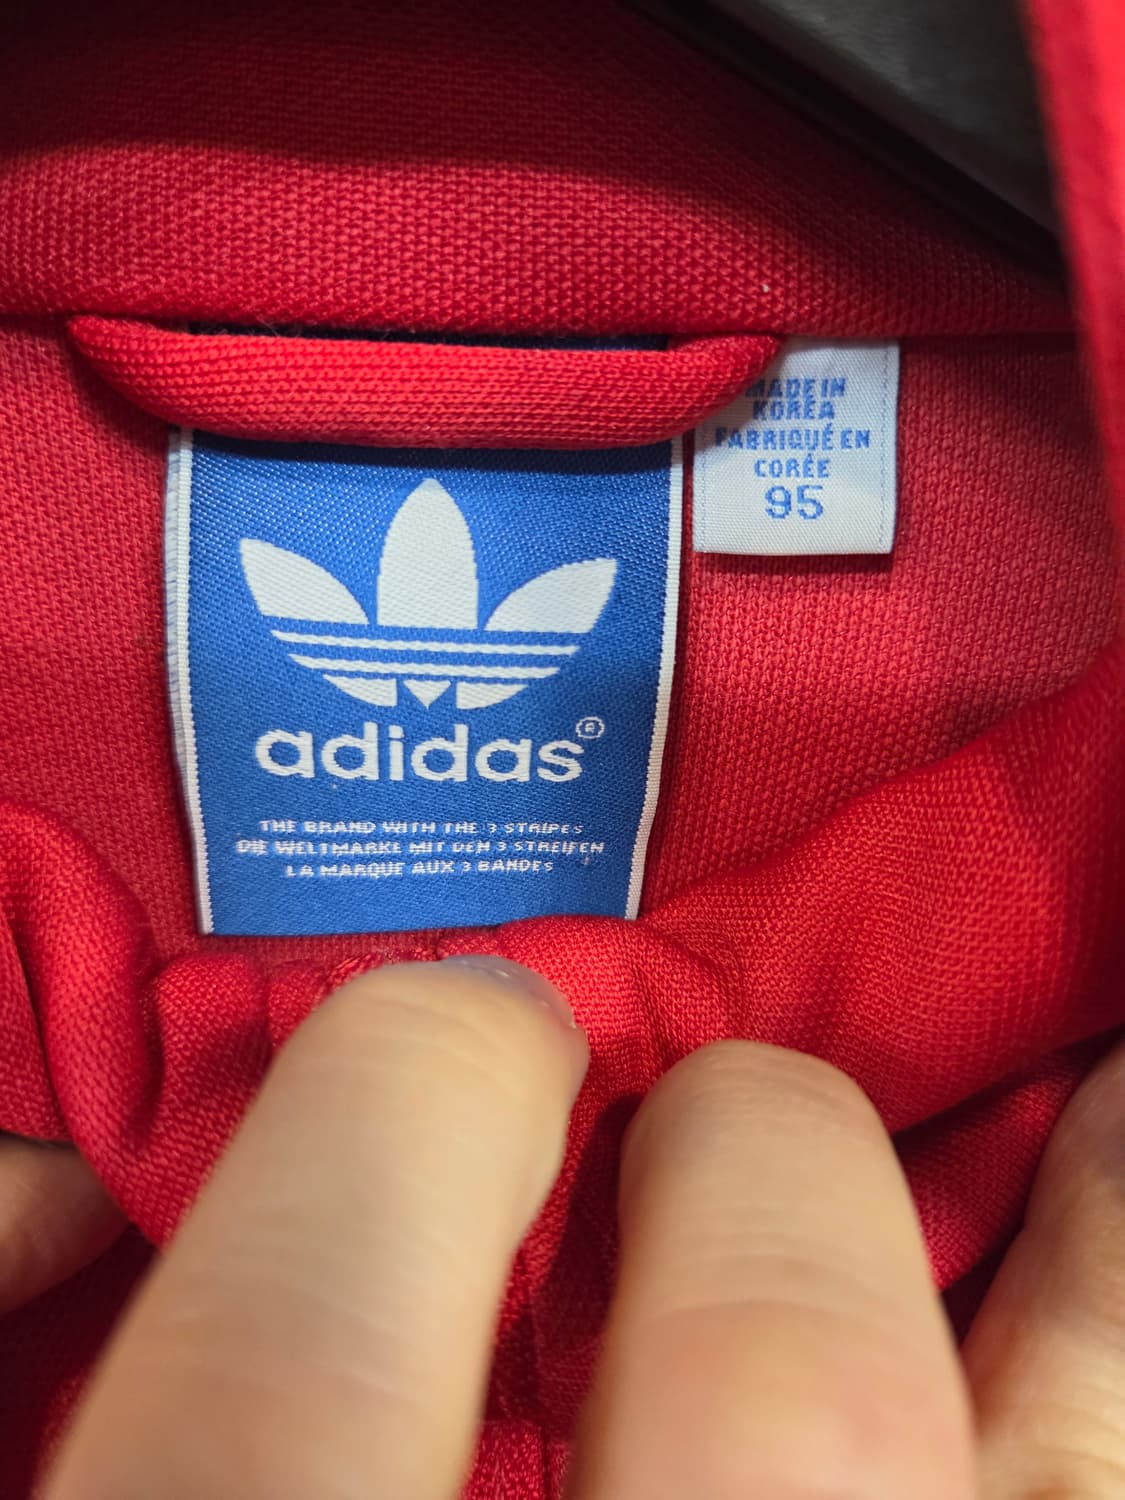 MADE IN
KOREA
FABRIQUÉ EN
CORÉE
95
adidas®
THE BRAND WITH THE 3 STRIPES
DIE WELTMARKE MIT DEN 3 STREIFEN
LA MARQUE AUX 3 BANDES